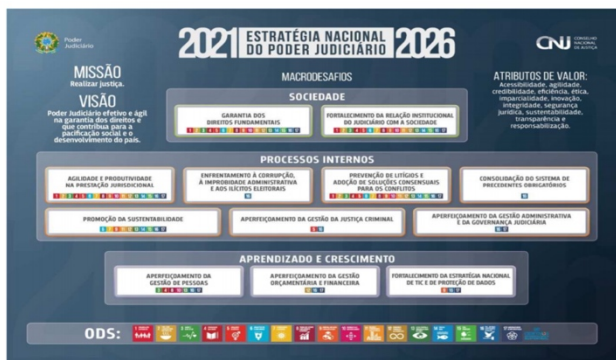 Poder
Judiciário
2021 ESTRATÉGIA NACIONAL
DO PODER JUDICIÁRIO 2026
CNJ CONSELHO
NACIONAL
DE JUSTIÇA
MISSÃO
Realizar justiça.
VISÃO
Poder Judiciário efetivo e ágil
na garantia dos direitos e
que contribua para a
pacificação social e o
desenvolvimento do país.
MACRODESAFIOS
ATRIBUTOS DE VALOR:
Acessibilidade, agilidade,
credibilidade, eficiência, ética,
imparcialidade, inovação,
integridade, segurança
jurídica, sustentabilidade,
transparência e
responsabilização.
SOCIEDADE
GARANTIA DOS
DIREITOS FUNDAMENTAIS
FORTALECIMENTO DA RELAÇÃO INSTITUCIONAL
DO JUDICIÁRIO COM A SOCIEDADE
PROCESSOS INTERNOS
AGILIDADE E PRODUTIVIDADE
NA PRESTAÇÃO JURISDICIONAL
ENFRENTAMENTO À CORRUPÇÃO,
À IMPROBIDADE ADMINISTRATIVA
E AOS ILÍCITOS ELEITORAIS
PREVENÇÃO DE LITÍGIOS E
ADOÇÃO DE SOLUÇÕES CONSENSUAIS
PARA OS CONFLITOS
CONSOLIDAÇÃO DO SISTEMA DE
PRECEDENTES OBRIGATÓRIOS
PROMOÇÃO DA SUSTENTABILIDADE
APERFEIÇOAMENTO DA GESTÃO DA JUSTIÇA CRIMINAL
APERFEIÇOAMENTO DA GESTÃO ADMINISTRATIVA
E DA GOVERNANÇA JUDICIÁRIA
APRENDIZADO E CRESCIMENTO
APERFEIÇOAMENTO DA
GESTÃO DE PESSOAS
APERFEIÇOAMENTO DA GESTÃO
ORÇAMENTÁRIA E FINANCEIRA
FORTALECIMENTO DA ESTRATÉGIA NACIONAL
DE TIC E DE PROTEÇÃO DE DADOS
ODS: